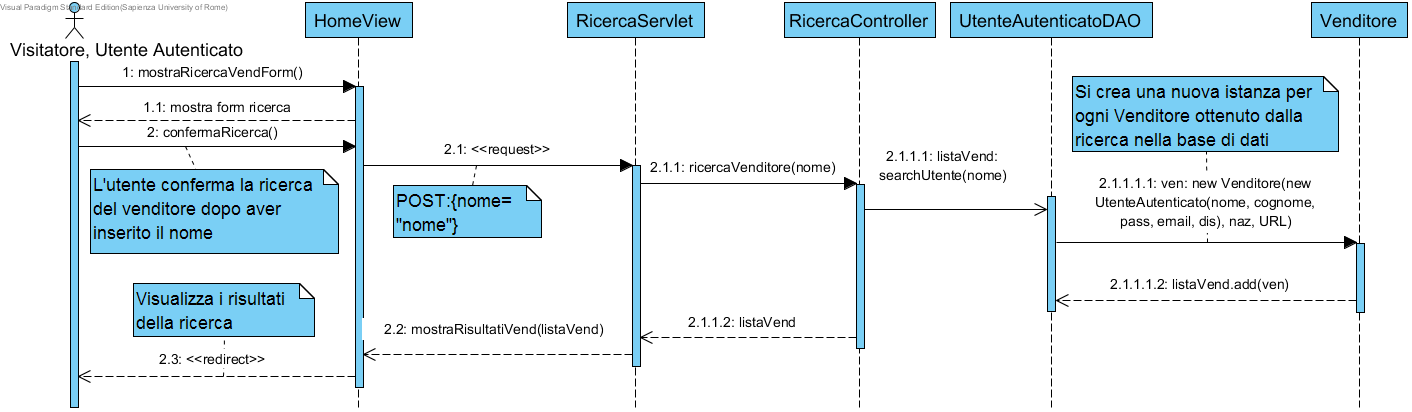 Visual Paradigm Standard Edition(Sapienza University of Rome)
HomeView
RicercaServlet
RicercaController
UtenteAutenticatoDAO
Venditore
Visitatore, Utente Autenticato
1: mostraRicercaVendForm()
1.1: mostra form ricerca
2: confermaRicerca()
L'utente conferma la ricerca
del venditore dopo aver
inserito il nome
2.1: <<request>>
POST:{nome=
"nome"}
2.1.1: ricercaVenditore(nome)
2.1.1.1: listaVend:
searchUtente(nome)
Si crea una nuova istanza per
ogni Venditore ottenuto dalla
ricerca nella base di dati
2.1.1.1.1: ven: new Venditore(new
UtenteAutenticato(nome, cognome,
pass, email, dis), naz, URL)
2.1.1.1.2: listaVend.add(ven)
2.1.1.2: listaVend
2.2: mostraRisultatiVend(listaVend)
Visualizza i risultati
della ricerca
2.3: <<redirect>>